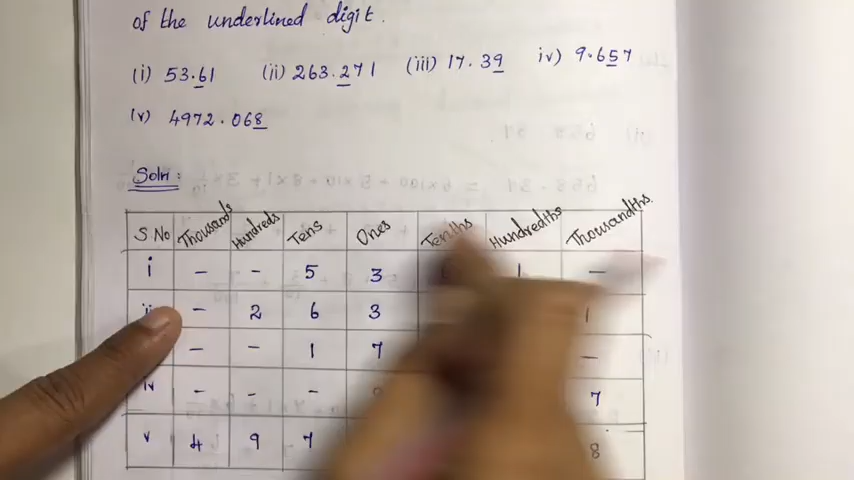 of the underlined digit.
(i) 53.61 (ii) 263.271 (iii) 17.39 iv) 9.657
(v) 4972.068
Soln:
S.No Thousands Hundreds Tens Ones Tenths Hundredths Thousandths.
i - - 5 3 1 -
ii - 2 6 3 1
- - 1 7 -
iv - - - 7
v 4 9 7 8